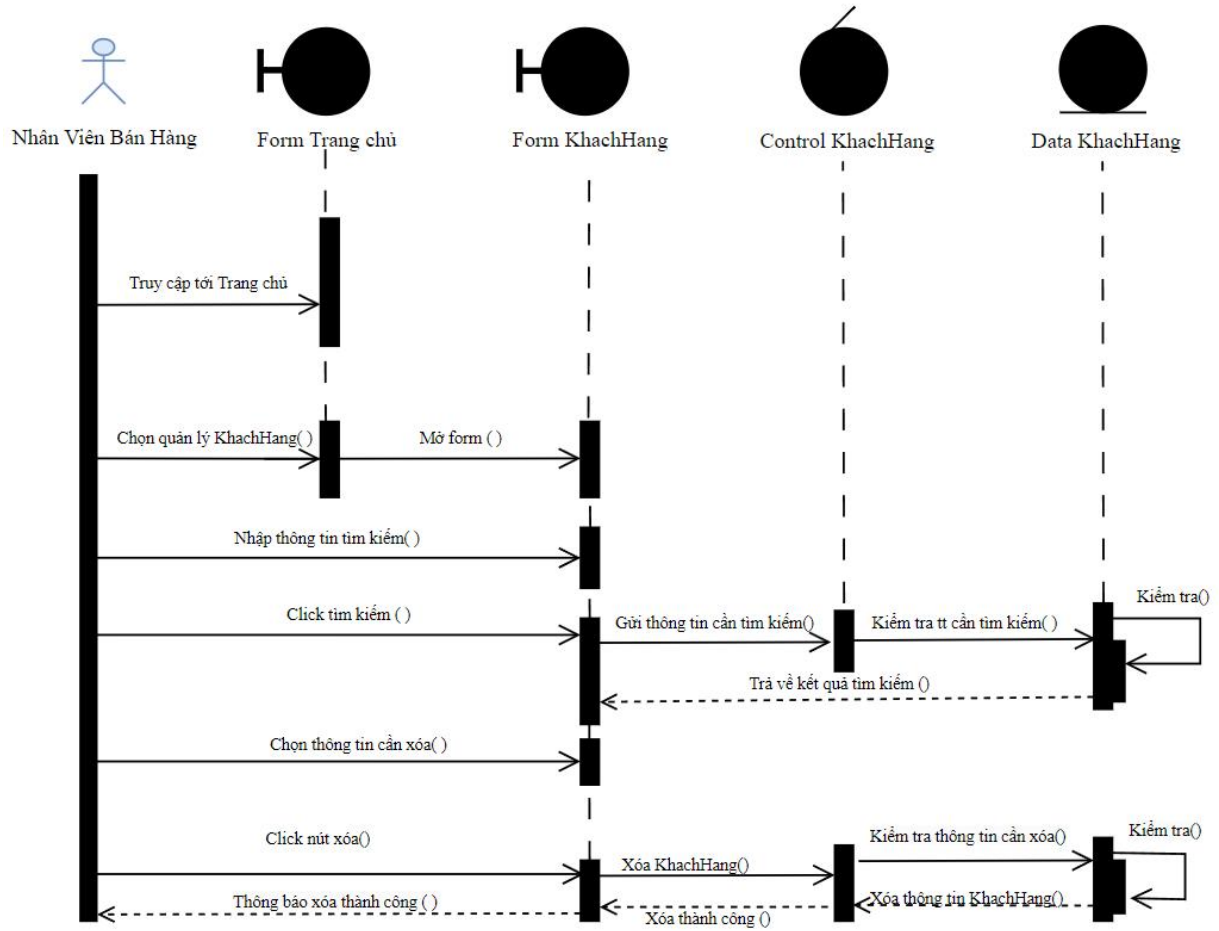 Nhân Viên Bán Hàng
Form Trang chủ
Form KhachHang
Control KhachHang
Data KhachHang
Truy cập tới Trang chủ
Chọn quản lý KhachHang( )
Mở form ( )
Nhập thông tin tìm kiếm( )
Click tìm kiếm ( )
Gửi thông tin cần tìm kiếm()
Kiểm tra tt cần tìm kiếm( )
Kiểm tra()
Trả về kết quả tìm kiếm ()
Chọn thông tin cần xóa( )
Click nút xóa()
Xóa KhachHang()
Kiểm tra thông tin cần xóa()
Kiểm tra()
Xóa thông tin KhachHang()
Xóa thành công ()
Thông báo xóa thành công ( )